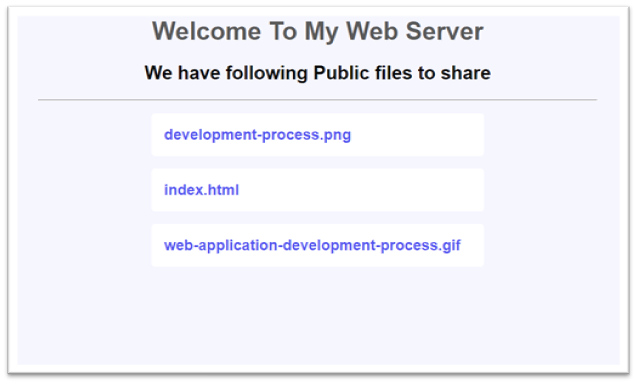 Welcome To My Web Server
We have following Public files to share
development-process.png
index.html
web-application-development-process.gif